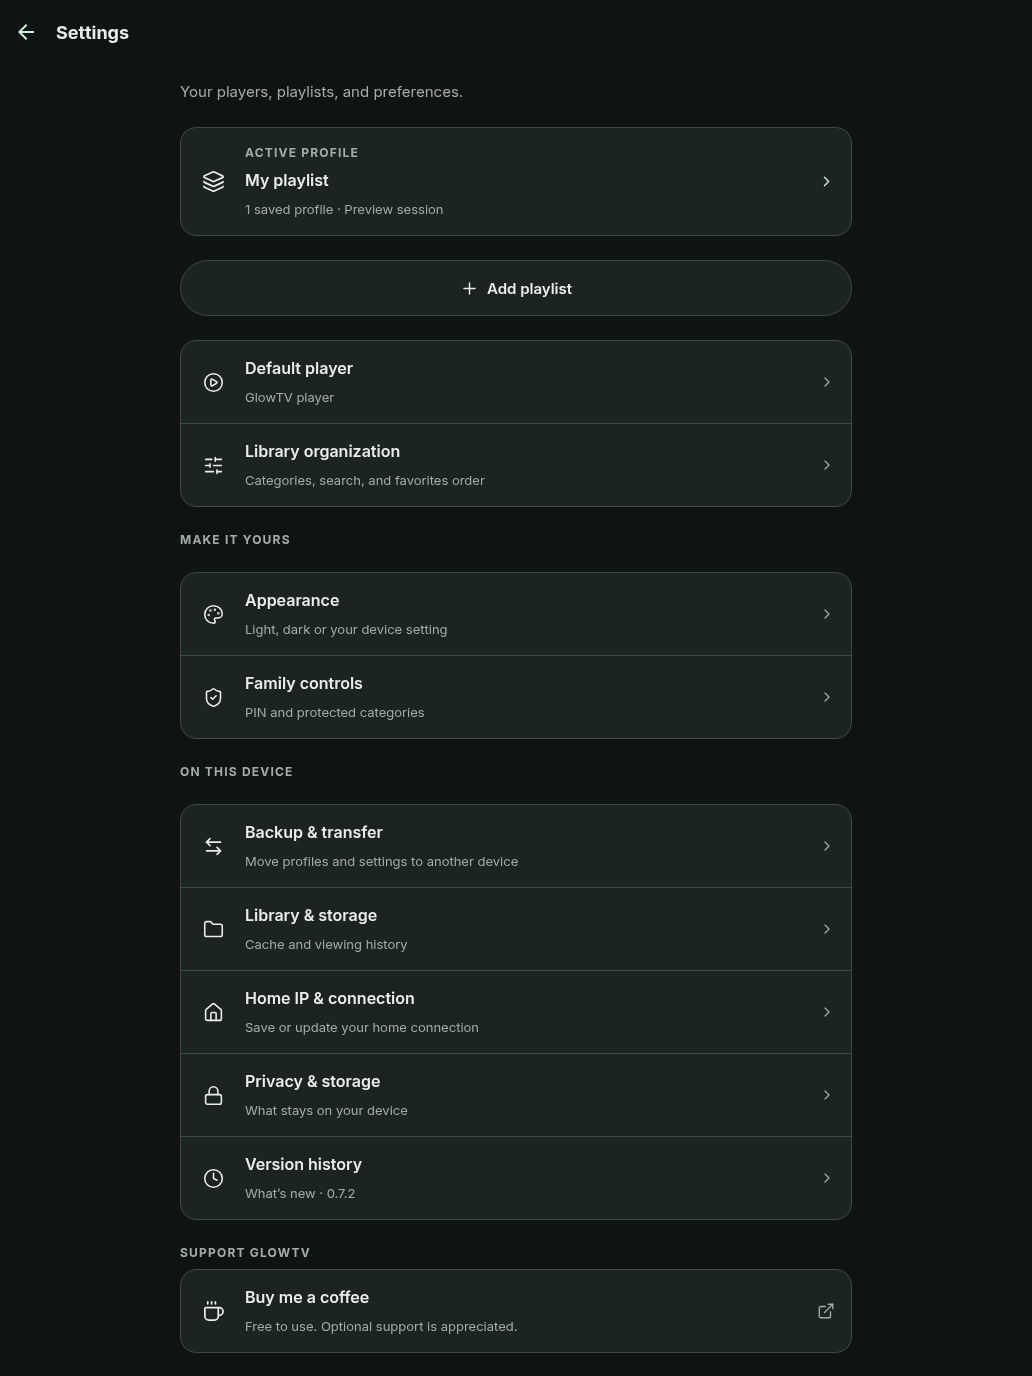 Settings
Your players, playlists, and preferences.
ACTIVE PROFILE
My playlist
1 saved profile · Preview session
Add playlist
Default player
GlowTV player
Library organization
Categories, search, and favorites order
MAKE IT YOURS
Appearance
Light, dark or your device setting
Family controls
PIN and protected categories
ON THIS DEVICE
Backup & transfer
Move profiles and settings to another device
Library & storage
Cache and viewing history
Home IP & connection
Save or update your home connection
Privacy & storage
What stays on your device
Version history
What’s new · 0.7.2
SUPPORT GLOWTV
Buy me a coffee
Free to use. Optional support is appreciated.